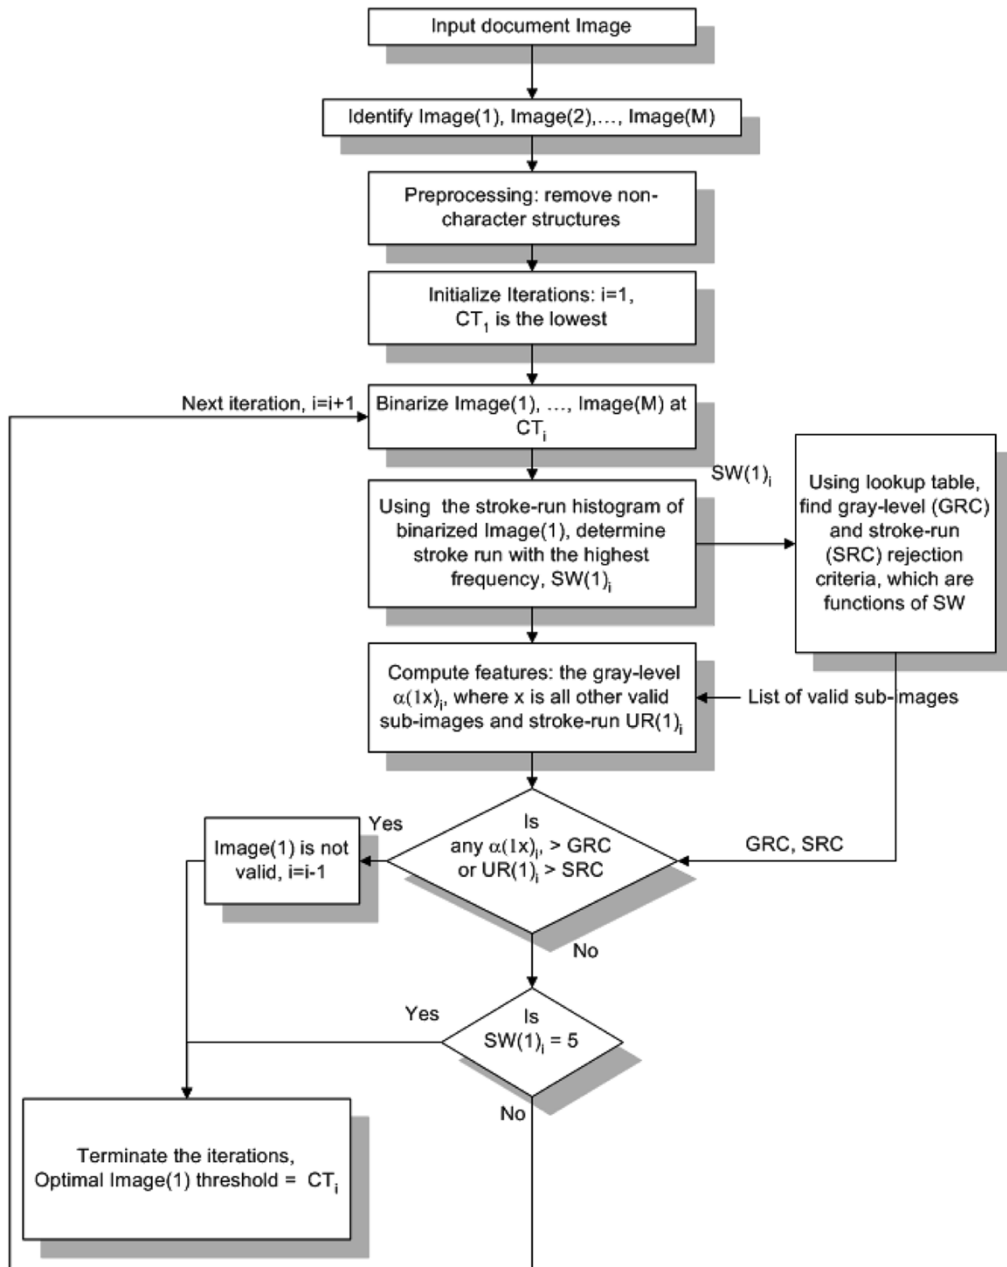 Input document Image
Identify Image(1), Image(2),…, Image(M)
Preprocessing: remove non-
character structures
Initialize Iterations: i=1,
CT₁ is the lowest
Next iteration, i=i+1
Binarize Image(1), …, Image(M) at
CTᵢ
SW(1)ᵢ
Using the stroke-run histogram of
binarized Image(1), determine
stroke run with the highest
frequency, SW(1)ᵢ
Using lookup table,
find gray-level (GRC)
and stroke-run
(SRC) rejection
criteria, which are
functions of SW
Compute features: the gray-level
α(1x)ᵢ, where x is all other valid
sub-images and stroke-run UR(1)ᵢ
List of valid sub-images
Is
any α(1x)ᵢ, > GRC
or UR(1)ᵢ > SRC
GRC, SRC
Yes
Image(1) is not
valid, i=i-1
No
Is
SW(1)ᵢ = 5
Yes
No
Terminate the iterations,
Optimal Image(1) threshold = CTᵢ